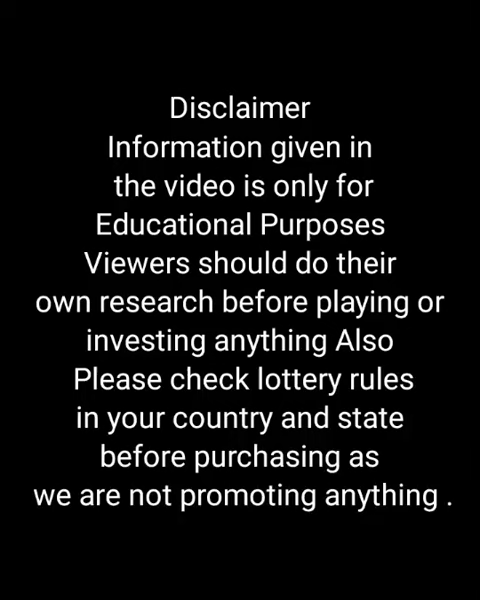 Disclaimer
Information given in
the video is only for
Educational Purposes
Viewers should do their
own research before playing or
investing anything Also
Please check lottery rules
in your country and state
before purchasing as
we are not promoting anything .